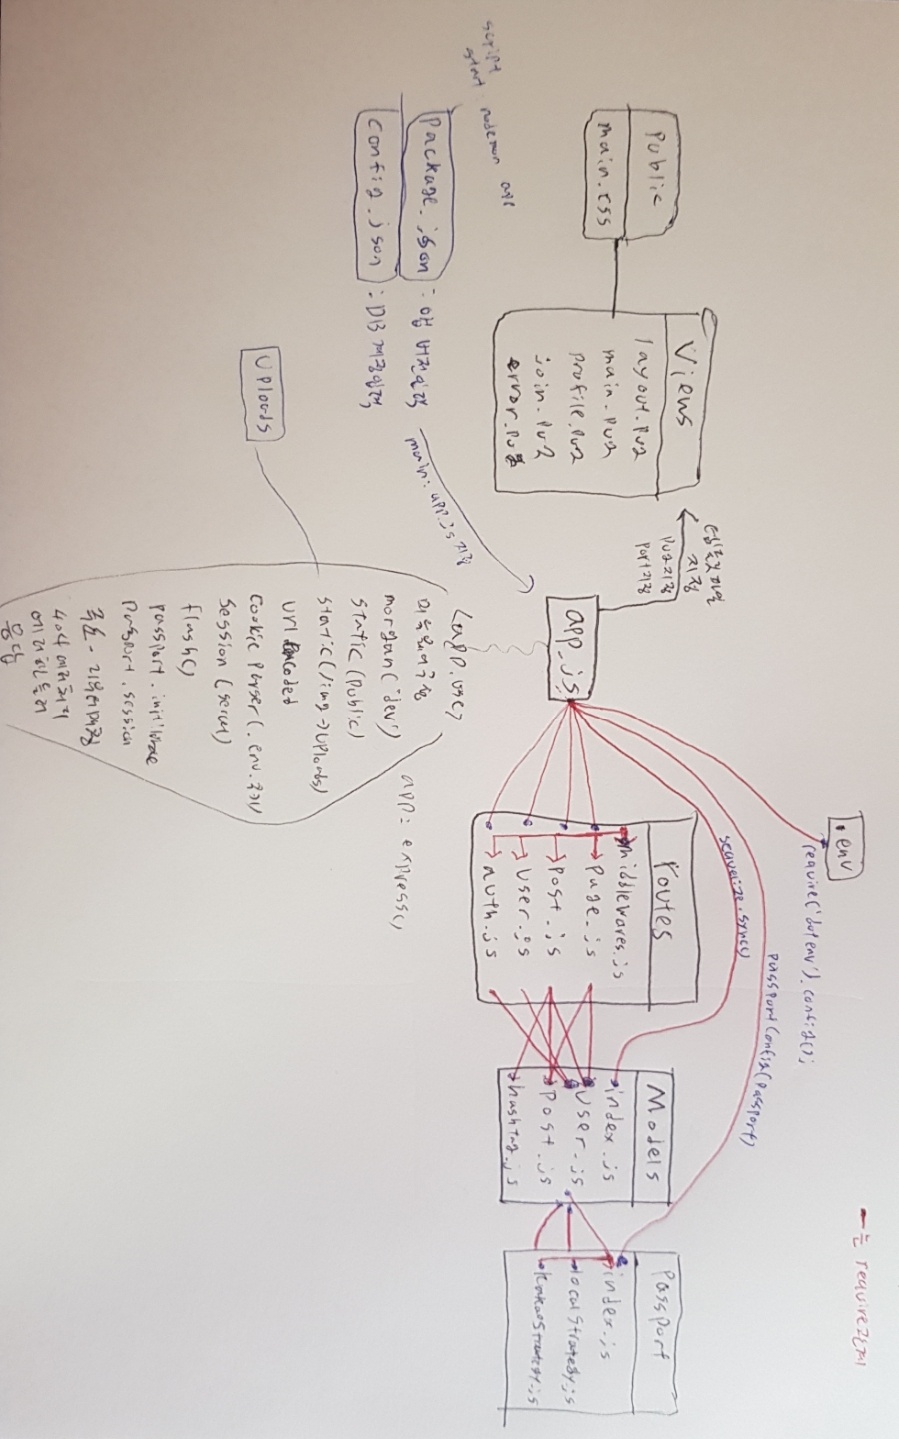 는 require관계
.env
require('dotenv').config();
passportConfig(passport)
sequelize.sync()
템플릿파일
지정
Pug지정
Port지정
Public
main.css
Views
layout.pug
main.pug
profile.pug
join.pug
error.pug
app.js
routes
middlewares.js
page.js
post.js
user.js
auth.js
Models
index.js
user.js
post.js
hashtag.js
Passport
index.js
localStrategy.js
kakaoStrategy.js
script
start nodemon app
package.json : 앱 버전입력
main: app.js 지정
config.json : DB 계정입력
<app.use>
미들웨어구성
app = express()
morgan('dev')
static(public)
static(/img→uploads)
url encoded
Uploads
cookie Parser(.env.쿠키)
Session (secret)
flash()
passport.initialize
passport.session
주소 - 라우터매칭
404 에러처리
에러핸들러
응답